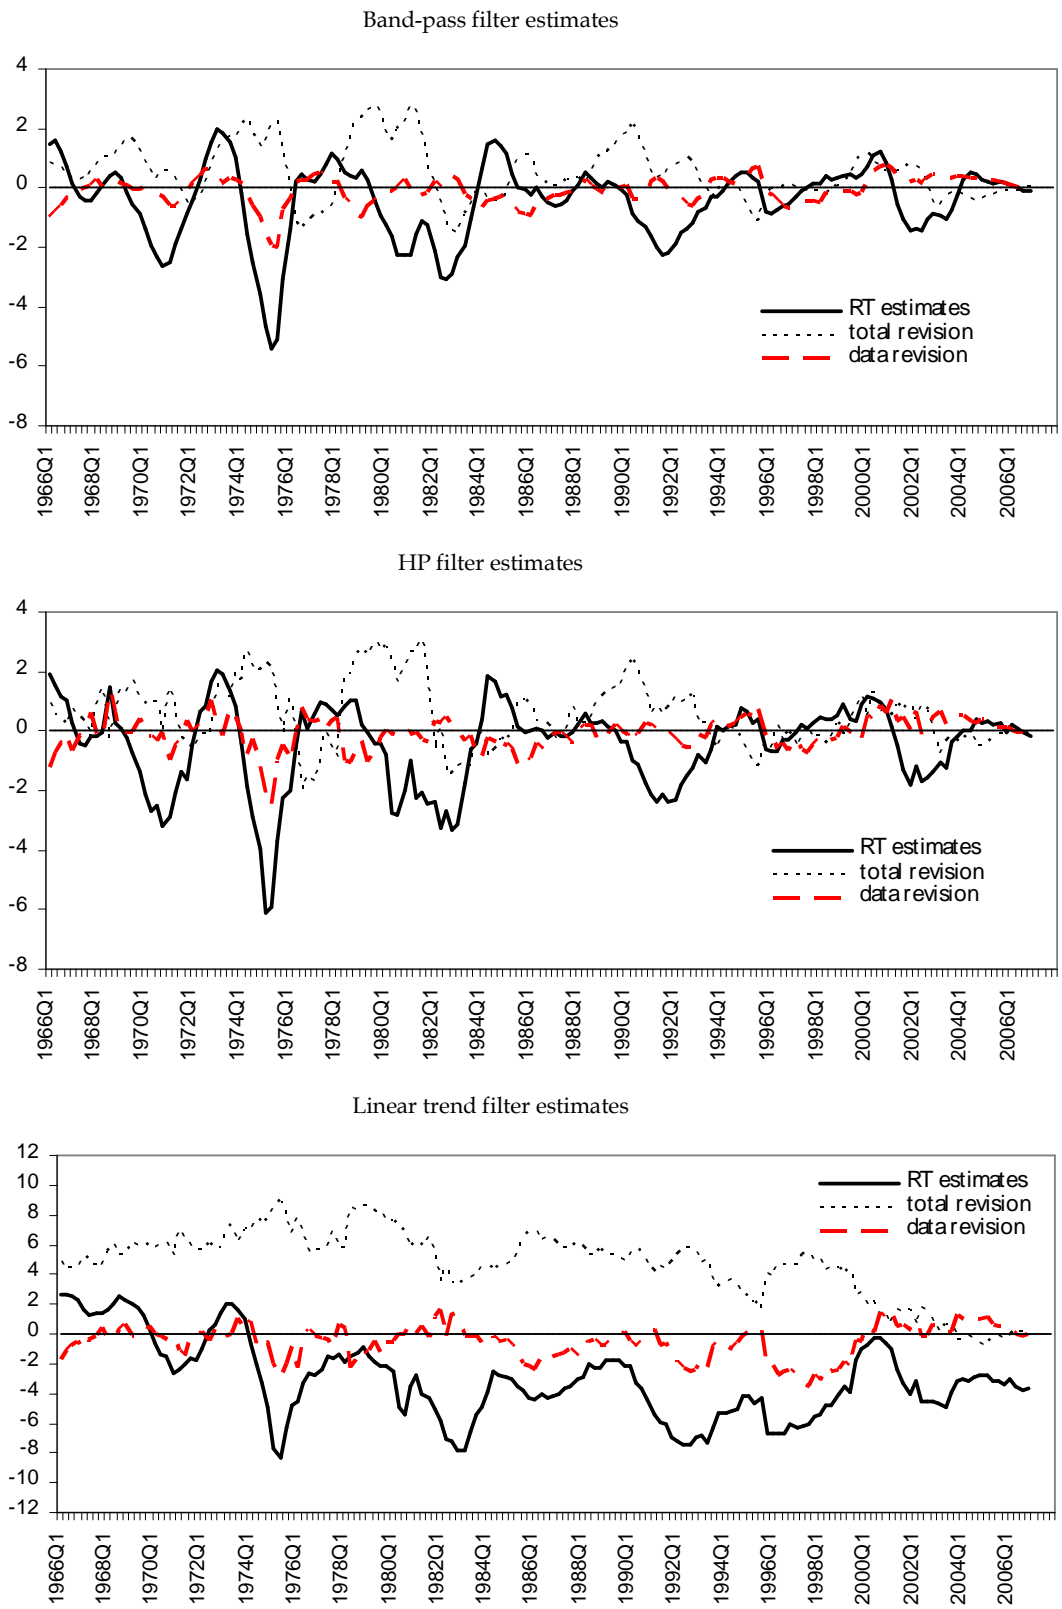 Band-pass filter estimates
4
2
0
-2
-4
-6
-8
RT estimates
total revision
data revision
1966Q1
1968Q1
1970Q1
1972Q1
1974Q1
1976Q1
1978Q1
1980Q1
1982Q1
1984Q1
1986Q1
1988Q1
1990Q1
1992Q1
1994Q1
1996Q1
1998Q1
2000Q1
2002Q1
2004Q1
2006Q1
HP filter estimates
4
2
0
-2
-4
-6
-8
RT estimates
total revision
data revision
1966Q1
1968Q1
1970Q1
1972Q1
1974Q1
1976Q1
1978Q1
1980Q1
1982Q1
1984Q1
1986Q1
1988Q1
1990Q1
1992Q1
1994Q1
1996Q1
1998Q1
2000Q1
2002Q1
2004Q1
2006Q1
Linear trend filter estimates
12
10
8
6
4
2
0
-2
-4
-6
-8
-10
-12
RT estimates
total revision
data revision
1966Q1
1968Q1
1970Q1
1972Q1
1974Q1
1976Q1
1978Q1
1980Q1
1982Q1
1984Q1
1986Q1
1988Q1
1990Q1
1992Q1
1994Q1
1996Q1
1998Q1
2000Q1
2002Q1
2004Q1
2006Q1